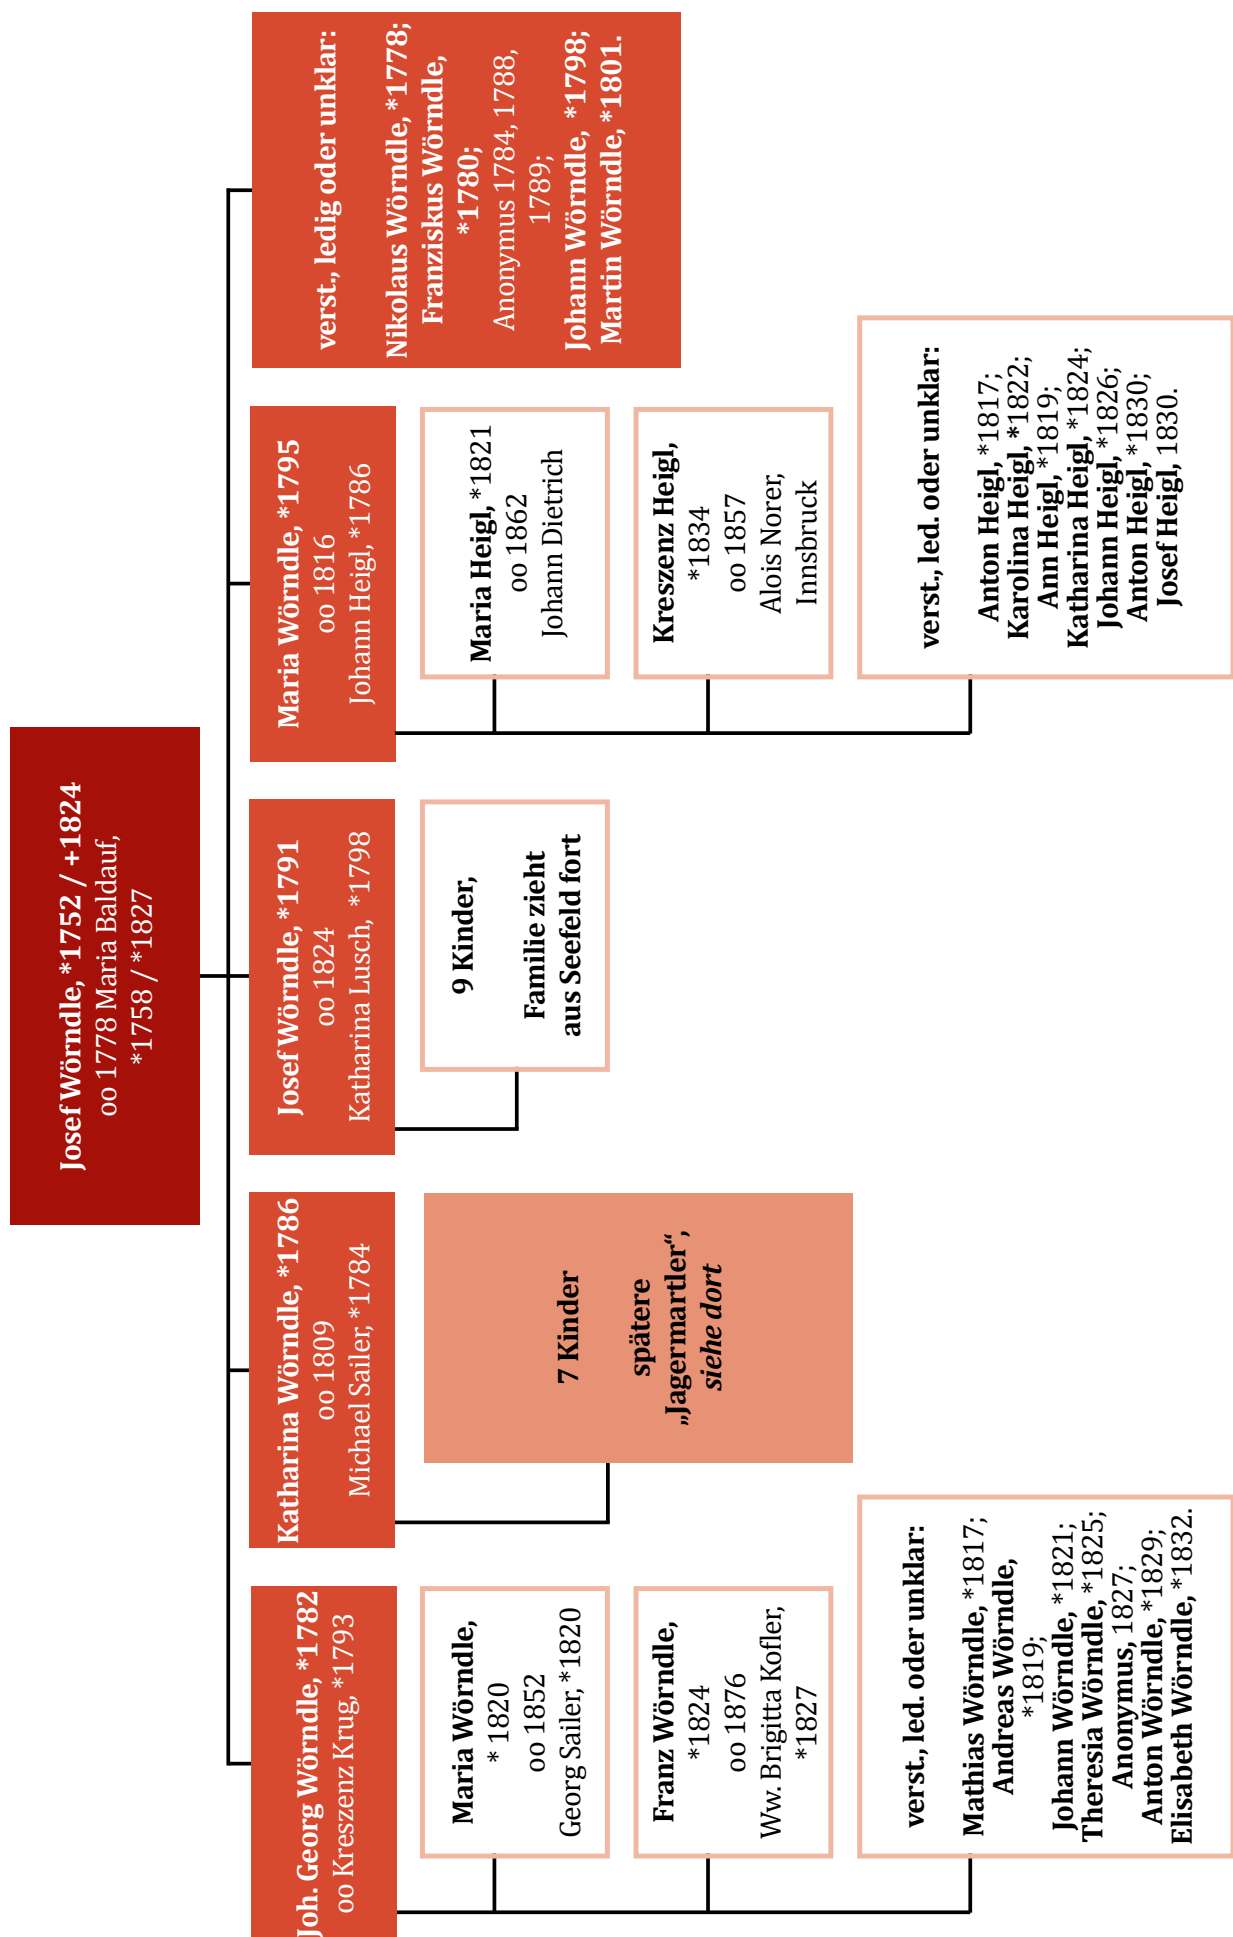 Josef Wörndle, *1752 / +1824
oo 1778 Maria Baldauf,
*1758 / *1827
Joh. Georg Wörndle, *1782
oo Kreszenz Krug, *1793
Maria Wörndle,
* 1820
oo 1852
Georg Sailer, *1820
Franz Wörndle,
*1824
oo 1876
Ww. Brigitta Kofler,
*1827
verst., led. oder unklar:
Mathias Wörndle, *1817;
Andreas Wörndle,
*1819;
Johann Wörndle, *1821;
Theresia Wörndle, *1825;
Anonymus, 1827;
Anton Wörndle, *1829;
Elisabeth Wörndle, *1832.
Katharina Wörndle, *1786
oo 1809
Michael Sailer, *1784
7 Kinder
spätere
„Jagermartler“,
siehe dort
Josef Wörndle, *1791
oo 1824
Katharina Lusch, *1798
9 Kinder,
Familie zieht
aus Seefeld fort
Maria Wörndle, *1795
oo 1816
Johann Heigl, *1786
Maria Heigl, *1821
oo 1862
Johann Dietrich
Kreszenz Heigl,
*1834
oo 1857
Alois Norer,
Innsbruck
verst., led. oder unklar:
Anton Heigl, *1817;
Karolina Heigl, *1822;
Ann Heigl, *1819;
Katharina Heigl, *1824;
Johann Heigl, *1826;
Anton Heigl, *1830;
Josef Heigl, 1830.
verst., ledig oder unklar:
Nikolaus Wörndle, *1778;
Franziskus Wörndle,
*1780;
Anonymus 1784, 1788,
1789;
Johann Wörndle, *1798;
Martin Wörndle, *1801.